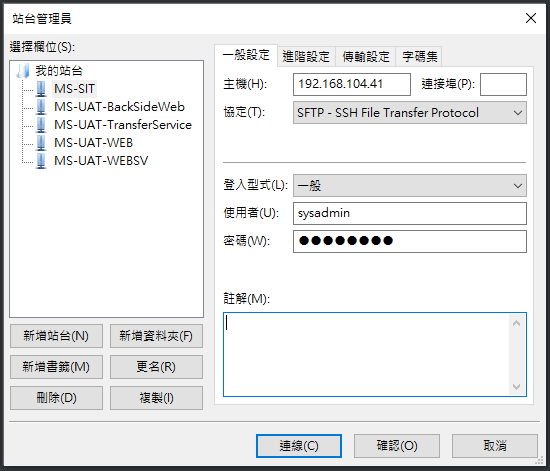 站台管理員
選擇欄位(S):
我的站台
MS-SIT
MS-UAT-BackSideWeb
MS-UAT-TransferService
MS-UAT-WEB
MS-UAT-WEBSV
新增站台(N)
新增資料夾(F)
新增書籤(M)
更名(R)
刪除(D)
複製(I)
一般設定
進階設定
傳輸設定
字碼集
主機(H):
192.168.104.41
連接埠(P):
協定(T):
SFTP - SSH File Transfer Protocol
登入型式(L):
一般
使用者(U):
sysadmin
密碼(W):
●●●●●●●●
註解(M):
連線(C)
確認(O)
取消